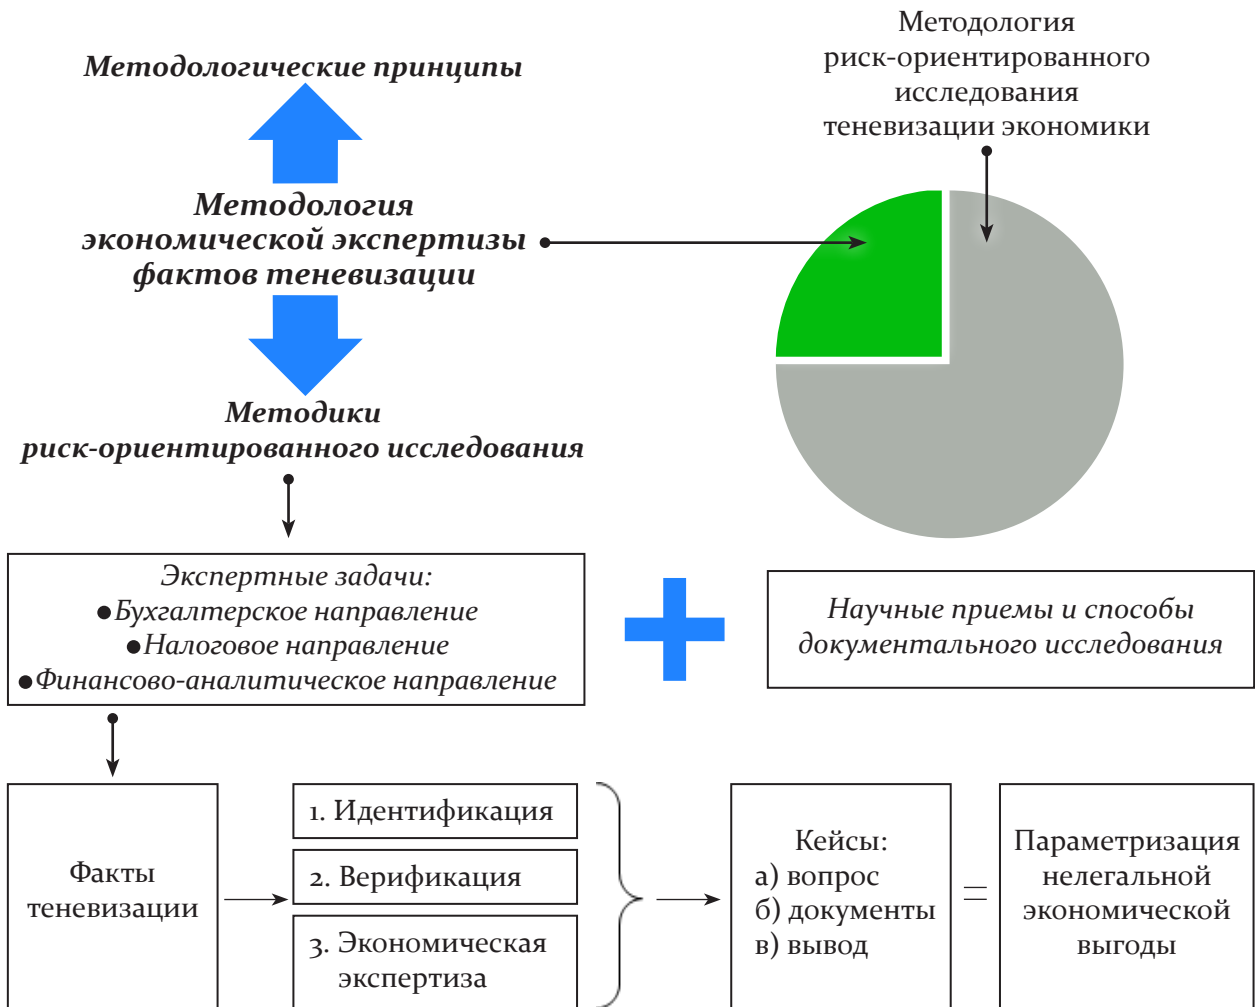 Методологические принципы
Методология
экономической экспертизы
фактов теневизации
Методики
риск-ориентированного исследования
Методология
риск-ориентированного
исследования
теневизации экономики
Экспертные задачи:
●Бухгалтерское направление
●Налоговое направление
●Финансово-аналитическое направление
Научные приемы и способы
документального исследования
Факты
теневизации
1. Идентификация
2. Верификация
3. Экономическая
экспертиза
Кейсы:
а) вопрос
б) документы
в) вывод
=
Параметризация
нелегальной
экономической
выгоды